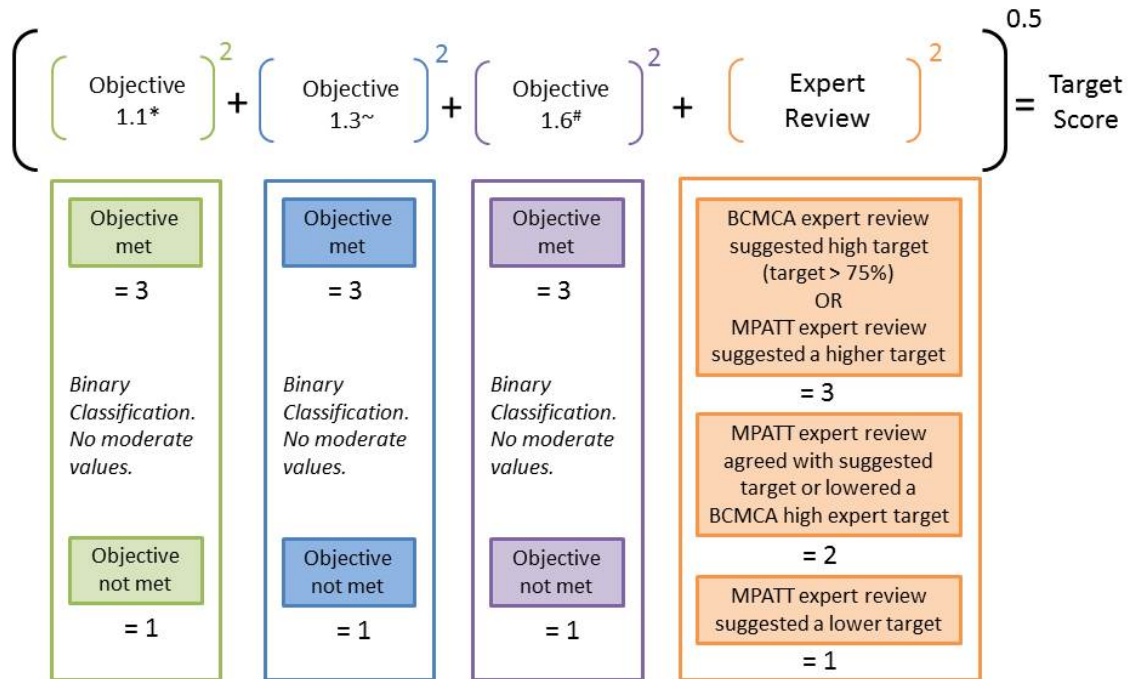 0.5
2
2
2
2
Objective
1.1*
+
Objective
1.3~
+
Objective
1.6#
+
Expert
Review
=
Target
Score
Objective
met
= 3
Binary
Classification.
No moderate
values.
Objective
not met
= 1
Objective
met
= 3
Binary
Classification.
No moderate
values.
Objective
not met
= 1
Objective
met
= 3
Binary
Classification.
No moderate
values.
Objective
not met
= 1
BCMCA expert review
suggested high target
(target > 75%)
OR
MPATT expert review
suggested a higher target
= 3
MPATT expert review
agreed with suggested
target or lowered a
BCMCA high expert target
= 2
MPATT expert review
suggested a lower target
= 1